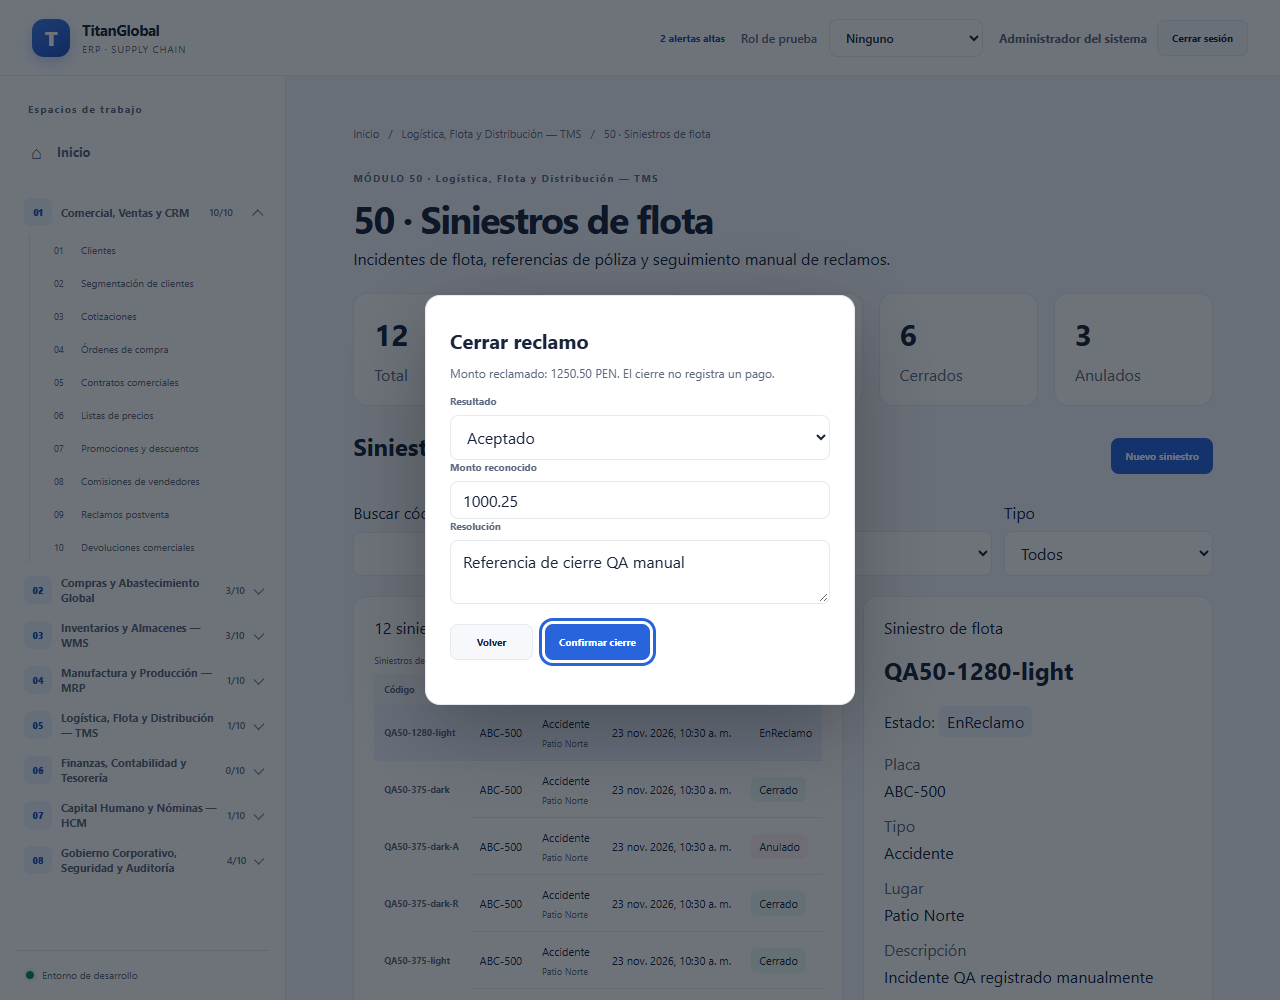 T
TitanGlobal
ERP · SUPPLY CHAIN
2 alertas altas
Rol de prueba
Ninguno
Administrador del sistema
Cerrar sesión
Espacios de trabajo
Inicio
01 Comercial, Ventas y CRM 10/10
01 Clientes
02 Segmentación de clientes
03 Cotizaciones
04 Órdenes de compra
05 Contratos comerciales
06 Listas de precios
07 Promociones y descuentos
08 Comisiones de vendedores
09 Reclamos postventa
10 Devoluciones comerciales
02 Compras y Abastecimiento Global 3/10
03 Inventarios y Almacenes — WMS 3/10
04 Manufactura y Producción — MRP 1/10
05 Logística, Flota y Distribución — TMS 1/10
06 Finanzas, Contabilidad y Tesorería 0/10
07 Capital Humano y Nóminas — HCM 1/10
08 Gobierno Corporativo, Seguridad y Auditoría 4/10
Entorno de desarrollo
Inicio / Logística, Flota y Distribución — TMS / 50 · Siniestros de flota
MÓDULO 50 · Logística, Flota y Distribución — TMS
50 · Siniestros de flota
Incidentes de flota, referencias de póliza y seguimiento manual de reclamos.
12
Total
6
Cerrados
3
Anulados
Nuevo siniestro
Tipo
Todos
Cerrar reclamo
Monto reclamado: 1250.50 PEN. El cierre no registra un pago.
Resultado
Aceptado
Monto reconocido
1000.25
Resolución
Referencia de cierre QA manual
Volver
Confirmar cierre
Código
QA50-1280-light ABC-500 Accidente Patio Norte 23 nov. 2026, 10:30 a. m. EnReclamo
QA50-375-dark ABC-500 Accidente Patio Norte 23 nov. 2026, 10:30 a. m. Cerrado
QA50-375-dark-A ABC-500 Accidente Patio Norte 23 nov. 2026, 10:30 a. m. Anulado
QA50-375-dark-R ABC-500 Accidente Patio Norte 23 nov. 2026, 10:30 a. m. Cerrado
QA50-375-light ABC-500 Accidente Patio Norte 23 nov. 2026, 10:30 a. m. Cerrado
Siniestro de flota
QA50-1280-light
Estado: EnReclamo
Placa
ABC-500
Tipo
Accidente
Lugar
Patio Norte
Descripción
Incidente QA registrado manualmente